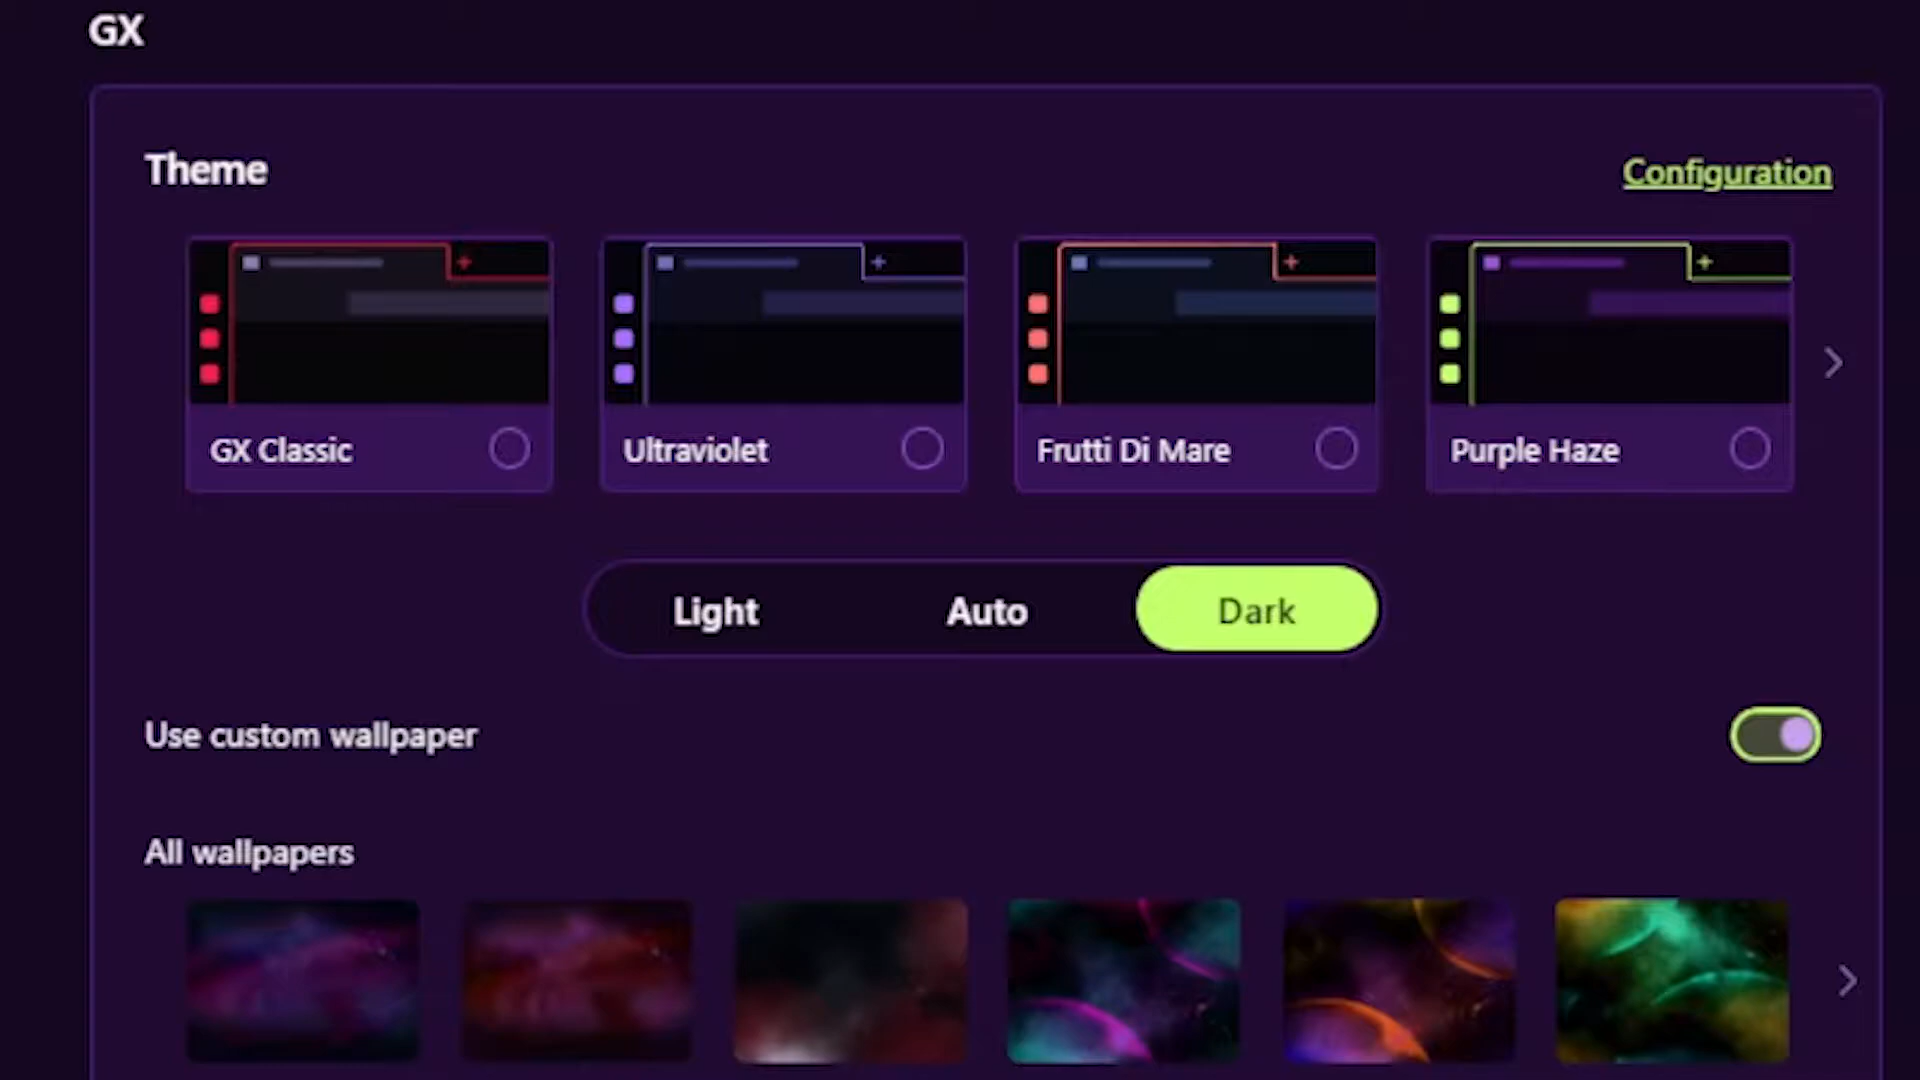 GX
Theme
Configuration
GX Classic
Ultraviolet
Frutti Di Mare
Purple Haze
Light
Auto
Dark
Use custom wallpaper
All wallpapers